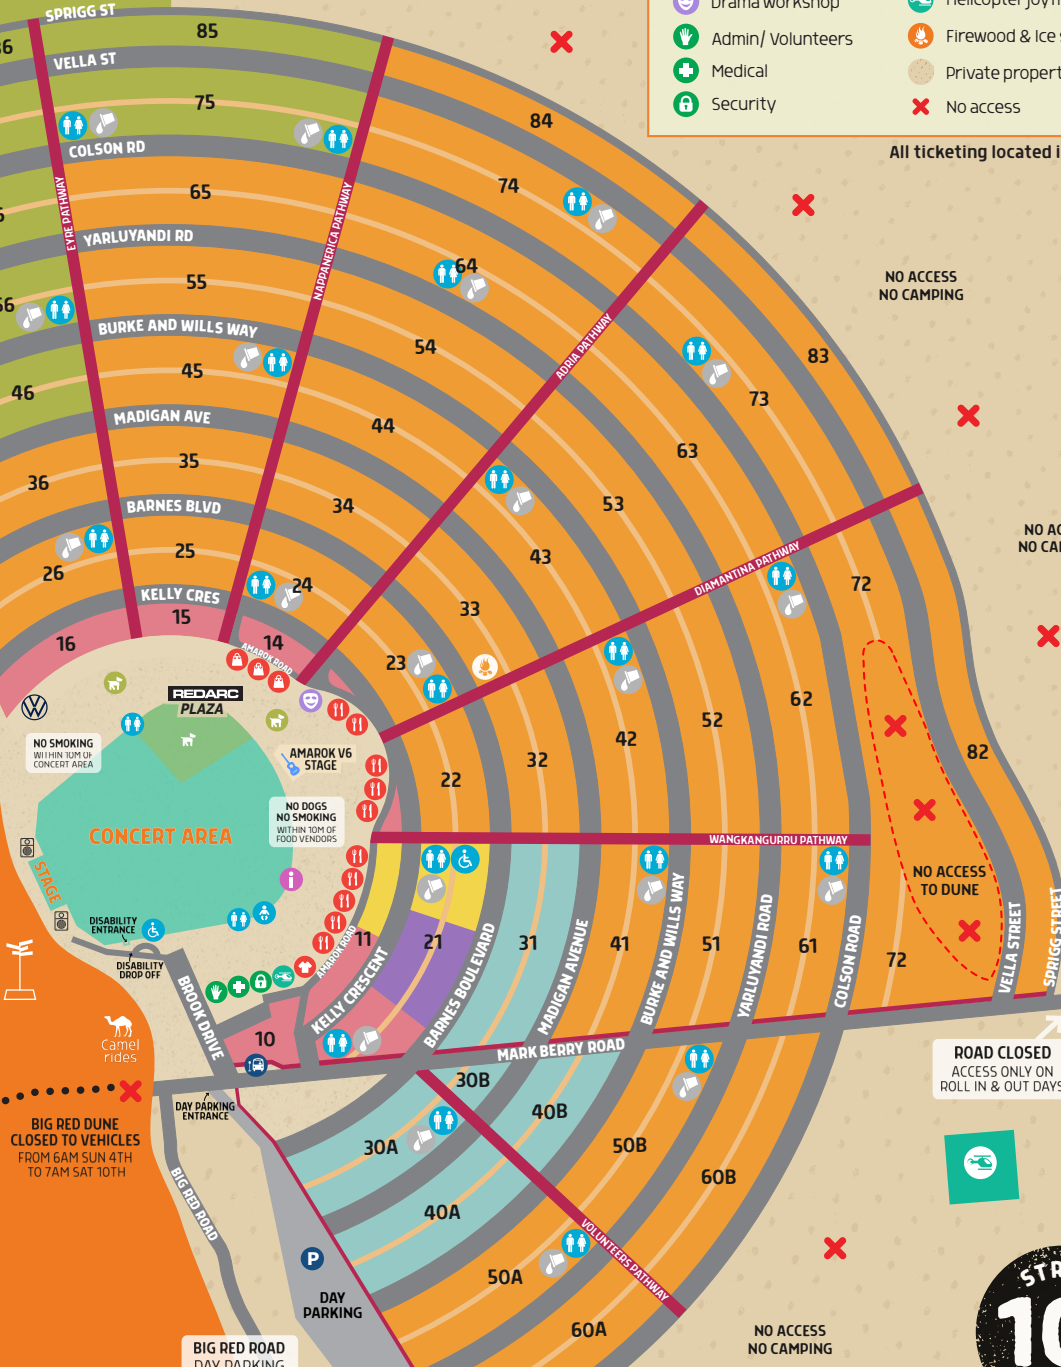 SPRIGG ST
85
VELLA ST
75
COLSON RD
65
YARLUYANDI RD
55
BURKE AND WILLS WAY
45
MADIGAN AVE
35
BARNES BLVD
25
KELLY CRES
15
EYRE PATHWAY
NAPPANERICA PATHWAY
46
36
26
16
84
74
64
54
44
34
24
14
AMAROK ROAD
ADRIA PATHWAY
83
73
63
53
43
33
23
DIAMANTINA PATHWAY
72
62
52
42
32
22
82
WANGKANGURRU PATHWAY
Admin/ Volunteers
Medical
Security
Firewood & Ice
Private propert
No access
All ticketing located i
NO ACCESS
NO CAMPING
REDARC
PLAZA
NO SMOKING
WITHIN 10M OF
CONCERT AREA
AMAROK V6
STAGE
NO DOGS
NO SMOKING
WITHIN 10M OF
FOOD VENDORS
CONCERT AREA
STAGE
DISABILITY
ENTRANCE
DISABILITY
DROP OFF
AMAROK ROAD
11
21
31
41
51
61
72
KELLY CRESCENT
BARNES BOULEVARD
MADIGAN AVENUE
BURKE AND WILLS WAY
YARLUYANDI ROAD
COLSON ROAD
VELLA STREET
SPRIGG STREET
NO ACCESS
TO DUNE
BROOK DRIVE
10
MARK BERRY ROAD
Camel
rides
DAY PARKING
ENTRANCE
BIG RED DUNE
CLOSED TO VEHICLES
FROM 6AM SUN 4TH
TO 7AM SAT 10TH
BIG RED ROAD
30B
40B
50B
60B
30A
40A
50A
60A
VOLUNTEERS PATHWAY
ROAD CLOSED
ACCESS ONLY ON
ROLL IN & OUT DAYS
P
DAY
PARKING
BIG RED ROAD
DAY PARKING
NO ACCESS
NO CAMPING
STR
10